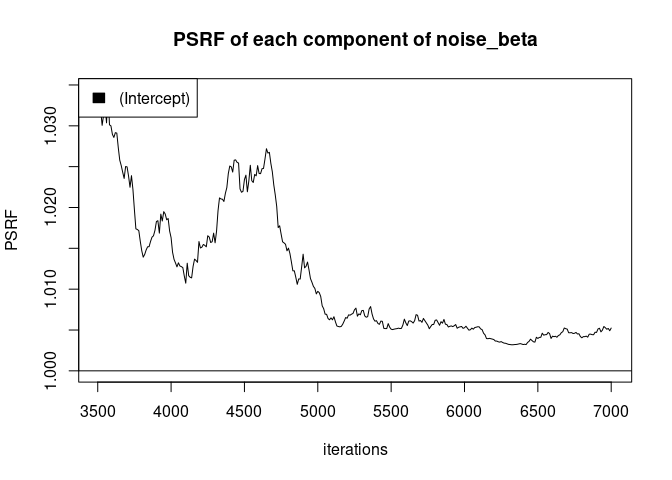 PSRF of each component of noise_beta
(Intercept)
PSRF
1.030
1.020
1.010
1.000
3500 4000 4500 5000 5500 6000 6500 7000
iterations